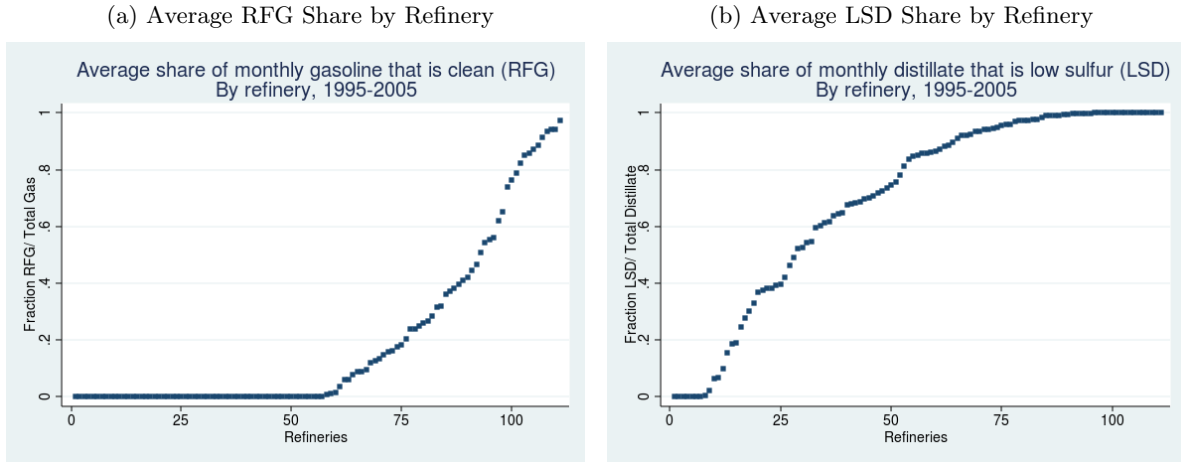 (a) Average RFG Share by Refinery
Average share of monthly gasoline that is clean (RFG)
By refinery, 1995-2005
Fraction RFG/ Total Gas
1
.8
.6
.4
.2
0
0 25 50 75 100
Refineries
(b) Average LSD Share by Refinery
Average share of monthly distillate that is low sulfur (LSD)
By refinery, 1995-2005
Fraction LSD/ Total Distillate
1
.8
.6
.4
.2
0
0 25 50 75 100
Refineries